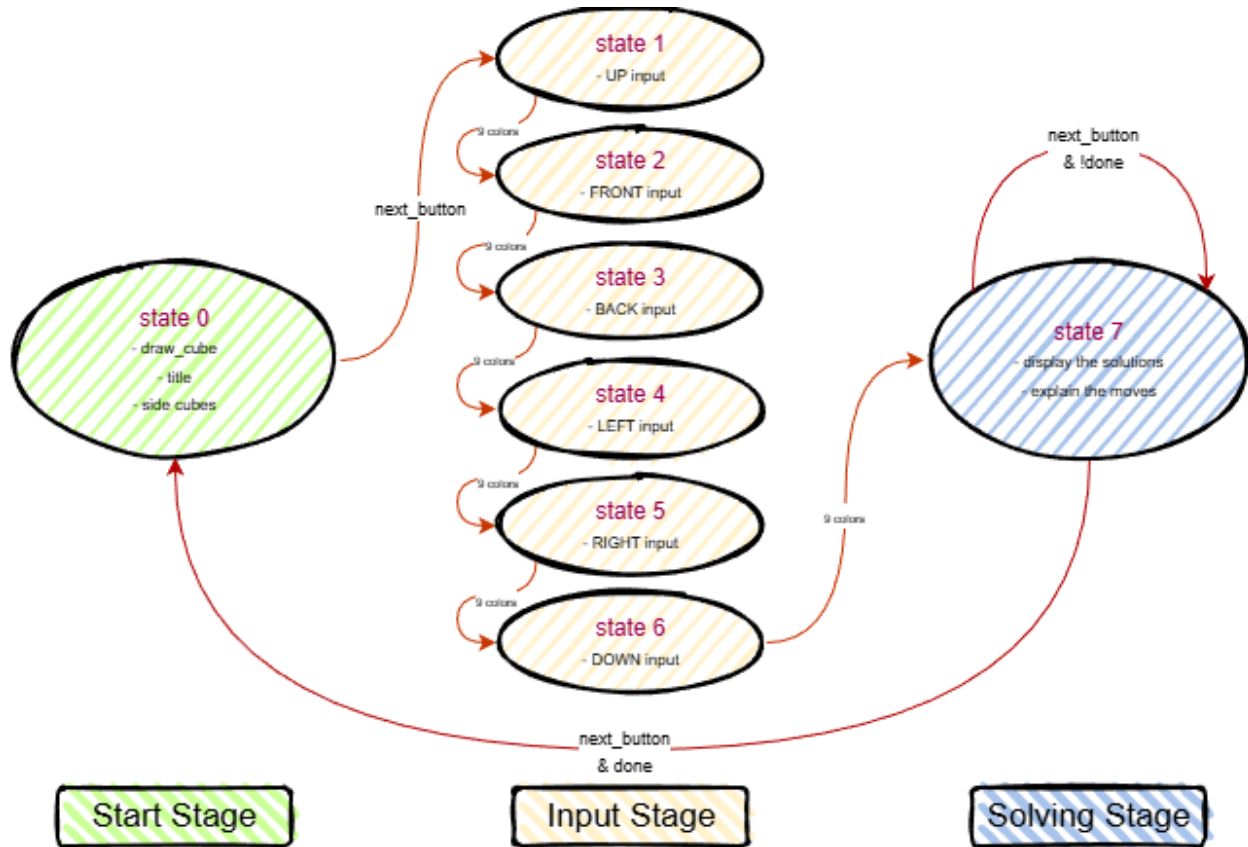 state 0
- draw_cube
- title
- side cubes
next_button
state 1
- UP input
9 colors
state 2
- FRONT input
9 colors
state 3
- BACK input
9 colors
state 4
- LEFT input
9 colors
state 5
- RIGHT input
9 colors
state 6
- DOWN input
9 colors
next_button
& !done
state 7
- display the solutions
- explain the moves
next_button
& done
Start Stage
Input Stage
Solving Stage